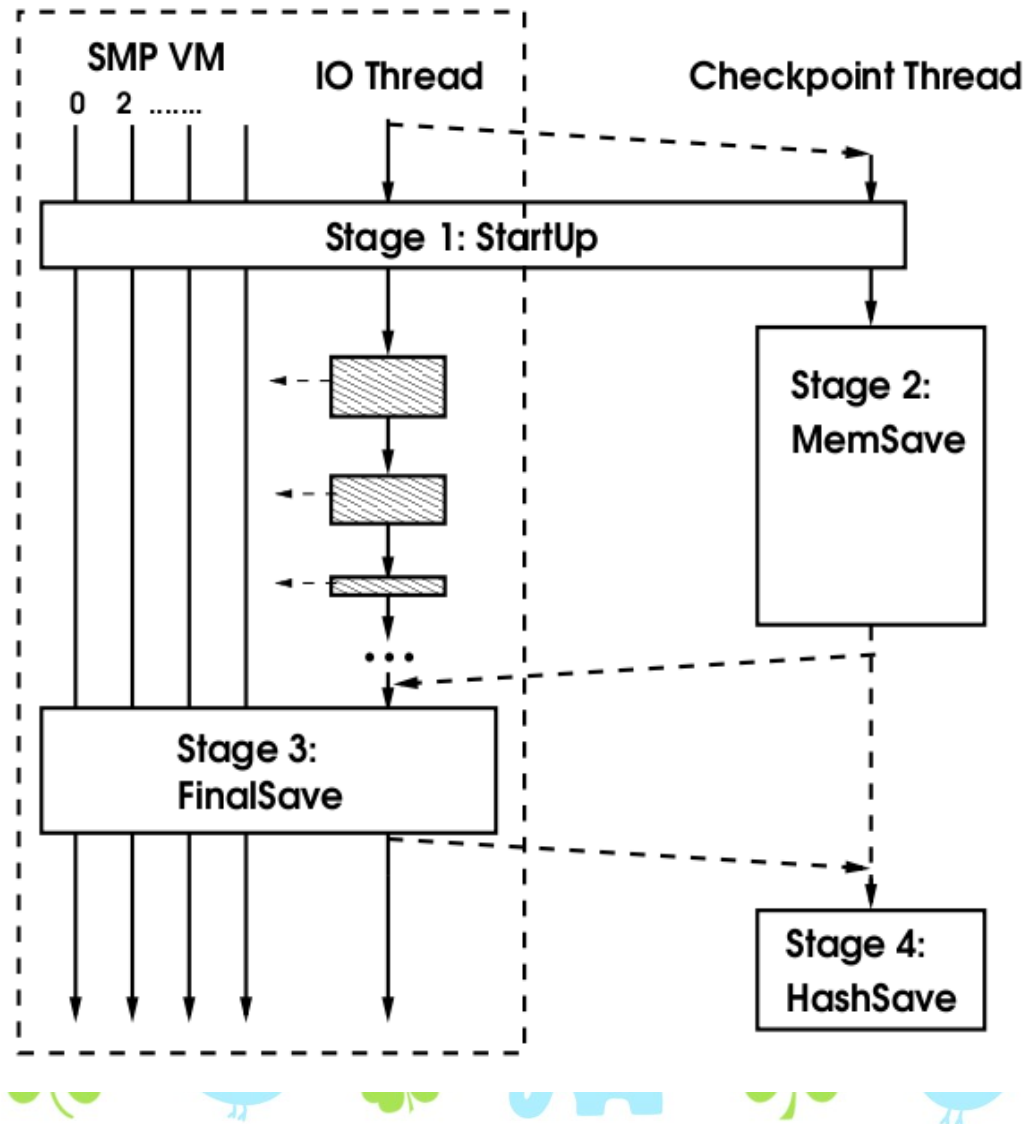 SMP VM
0 2 .......
IO Thread
Checkpoint Thread
Stage 1: StartUp
Stage 2:
MemSave
...
Stage 3:
FinalSave
Stage 4:
HashSave